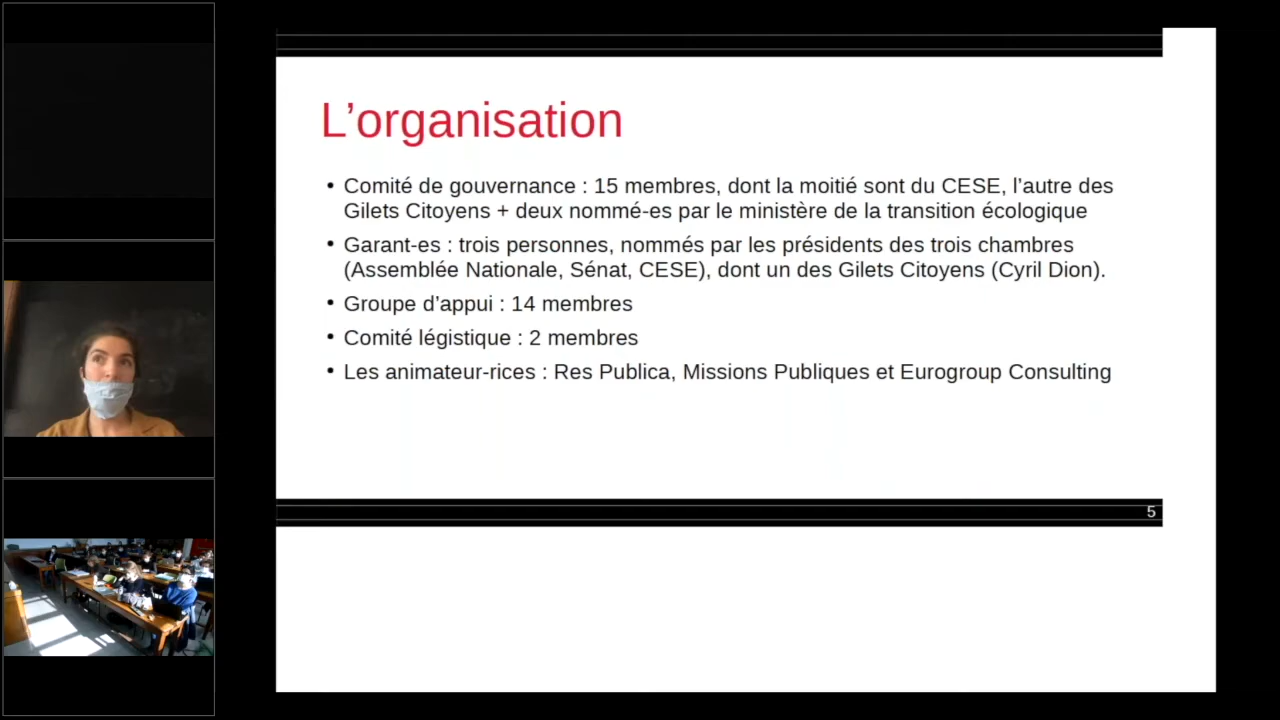 L’organisation
• Comité de gouvernance : 15 membres, dont la moitié sont du CESE, l’autre des
Gilets Citoyens + deux nommé-es par le ministère de la transition écologique
• Garant-es : trois personnes, nommés par les présidents des trois chambres
(Assemblée Nationale, Sénat, CESE), dont un des Gilets Citoyens (Cyril Dion).
• Groupe d’appui : 14 membres
• Comité légistique : 2 membres
• Les animateur-rices : Res Publica, Missions Publiques et Eurogroup Consulting
5